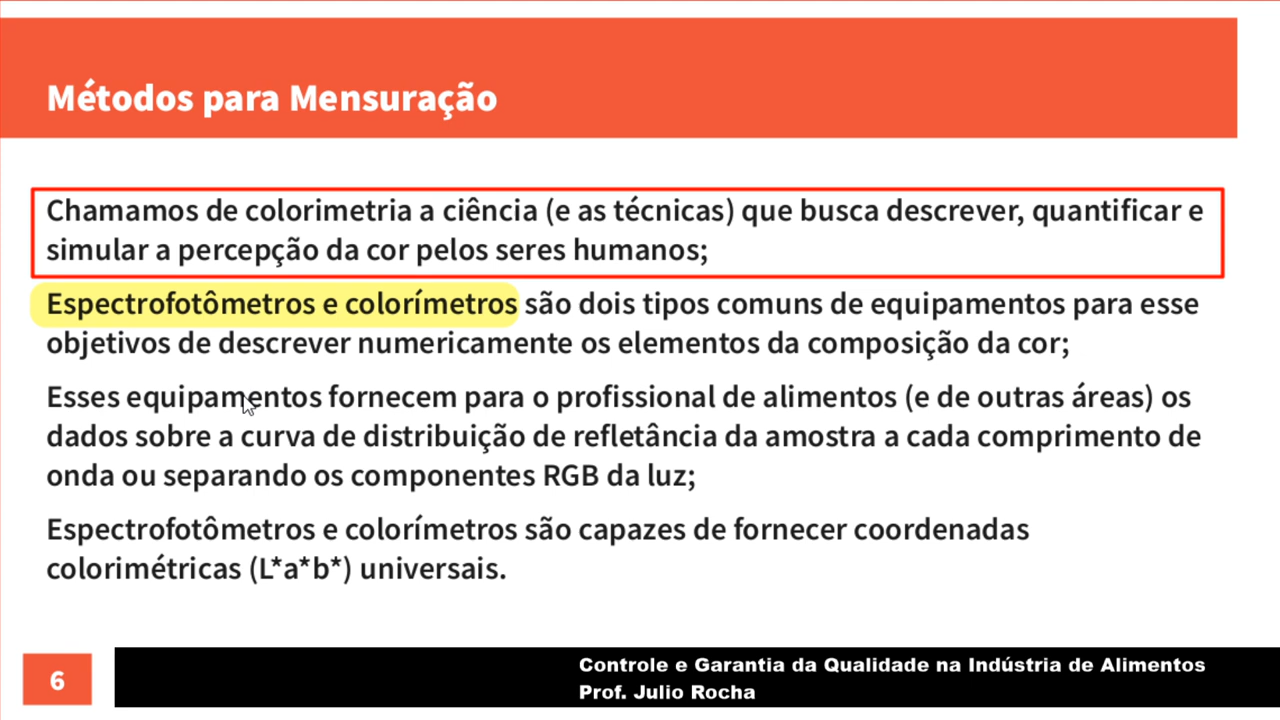 Métodos para Mensuração
Chamamos de colorimetria a ciência (e as técnicas) que busca descrever, quantificar e
simular a percepção da cor pelos seres humanos;
Espectrofotômetros e colorímetros são dois tipos comuns de equipamentos para esse
objetivos de descrever numericamente os elementos da composição da cor;
Esses equipamentos fornecem para o profissional de alimentos (e de outras áreas) os
dados sobre a curva de distribuição de refletância da amostra a cada comprimento de
onda ou separando os componentes RGB da luz;
Espectrofotômetros e colorímetros são capazes de fornecer coordenadas
colorimétricas (L*a*b*) universais.
6
Controle e Garantia da Qualidade na Indústria de Alimentos
Prof. Julio Rocha